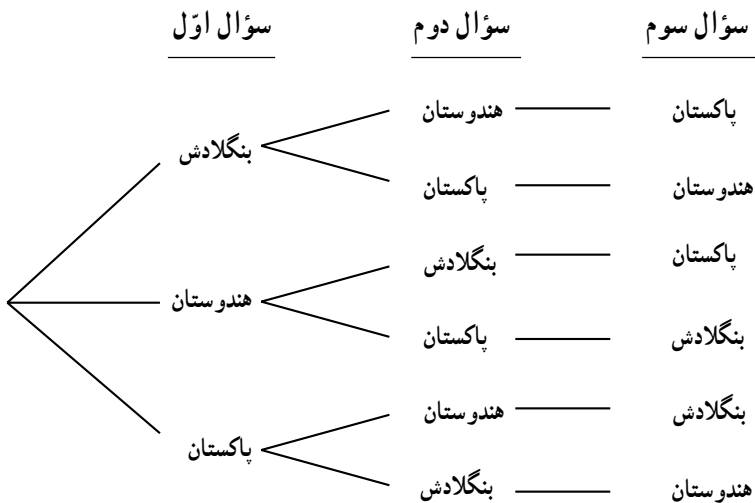 سؤال اوّل سؤال دوم سؤال سوم
هندوستان پاکستان
بنگلادش
پاکستان هندوستان
بنگلادش پاکستان
هندوستان
پاکستان بنگلادش
هندوستان بنگلادش
پاکستان
بنگلادش هندوستان